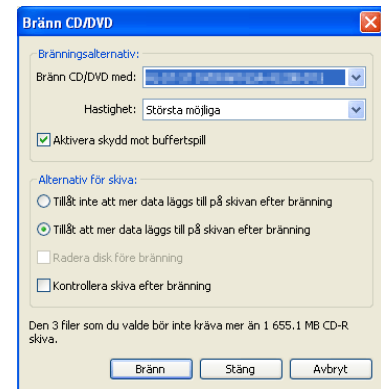 Bränn CD/DVD
Bränningsalternativ:
Bränn CD/DVD med:
Hastighet: Största möjliga
Aktivera skydd mot buffertspill
Alternativ för skiva:
Tillåt inte att mer data läggs till på skivan efter bränning
Tillåt att mer data läggs till på skivan efter bränning
Radera disk före bränning
Kontrollera skiva efter bränning
Den 3 filer som du valde bör inte kräva mer än 1 655.1 MB CD-R
skiva.
Bränn Stäng Avbryt